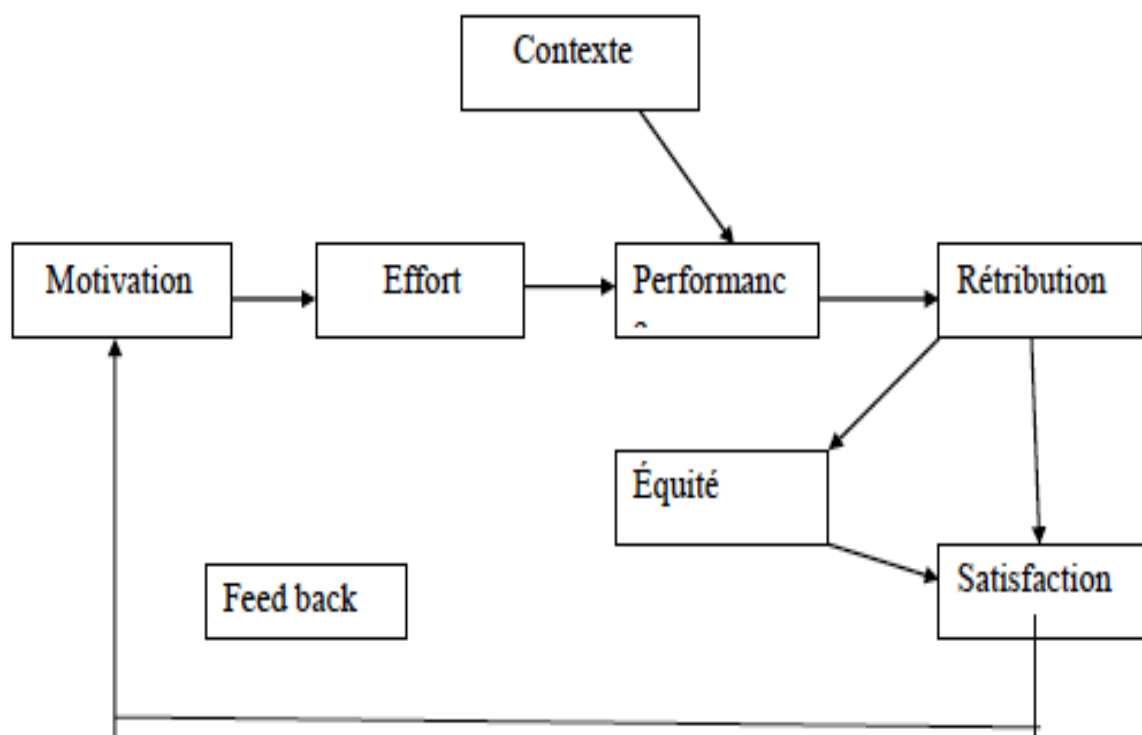 Contexte
Motivation
Effort
Performanc
Rétribution
Équité
Satisfaction
Feed back